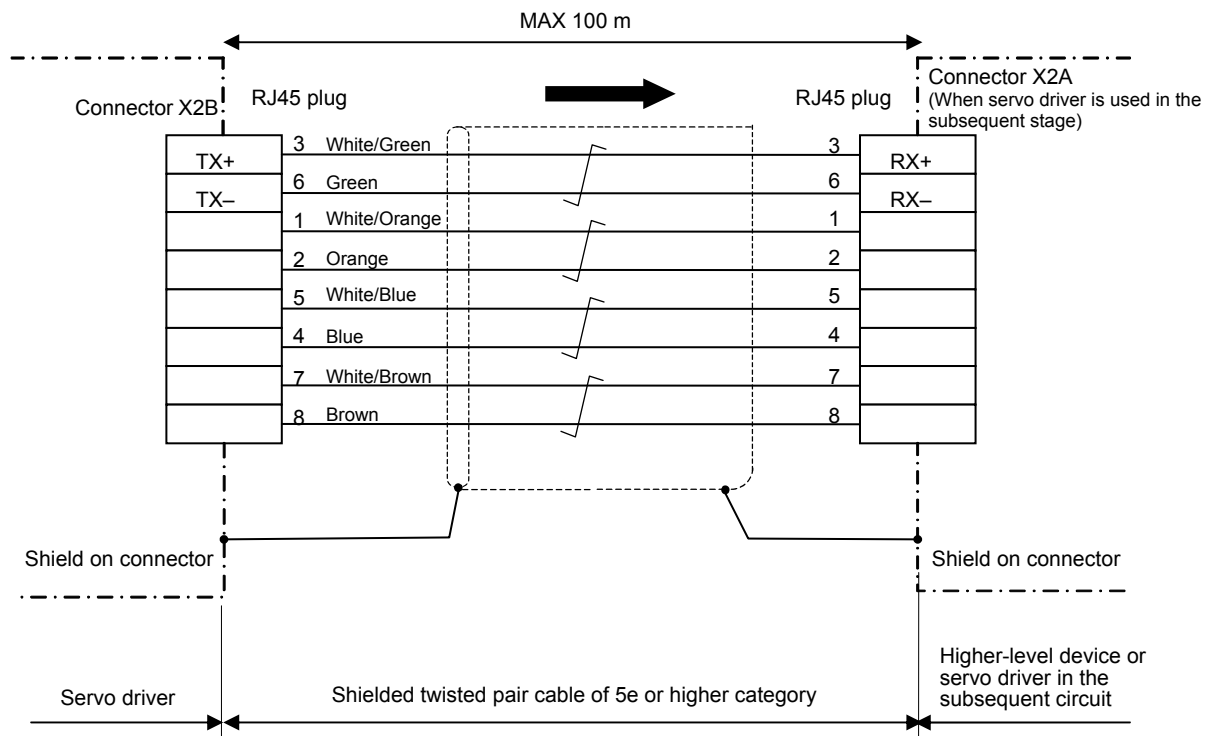 MAX 100 m
Connector X2B
RJ45 plug
RJ45 plug
Connector X2A
(When servo driver is used in the
subsequent stage)
TX+
3 White/Green
3
RX+
TX–
6 Green
6
RX–
1 White/Orange
1
2 Orange
2
5 White/Blue
5
4 Blue
4
7 White/Brown
7
8 Brown
8
Shield on connector
Shield on connector
Servo driver
Shielded twisted pair cable of 5e or higher category
Higher-level device or
servo driver in the
subsequent circuit